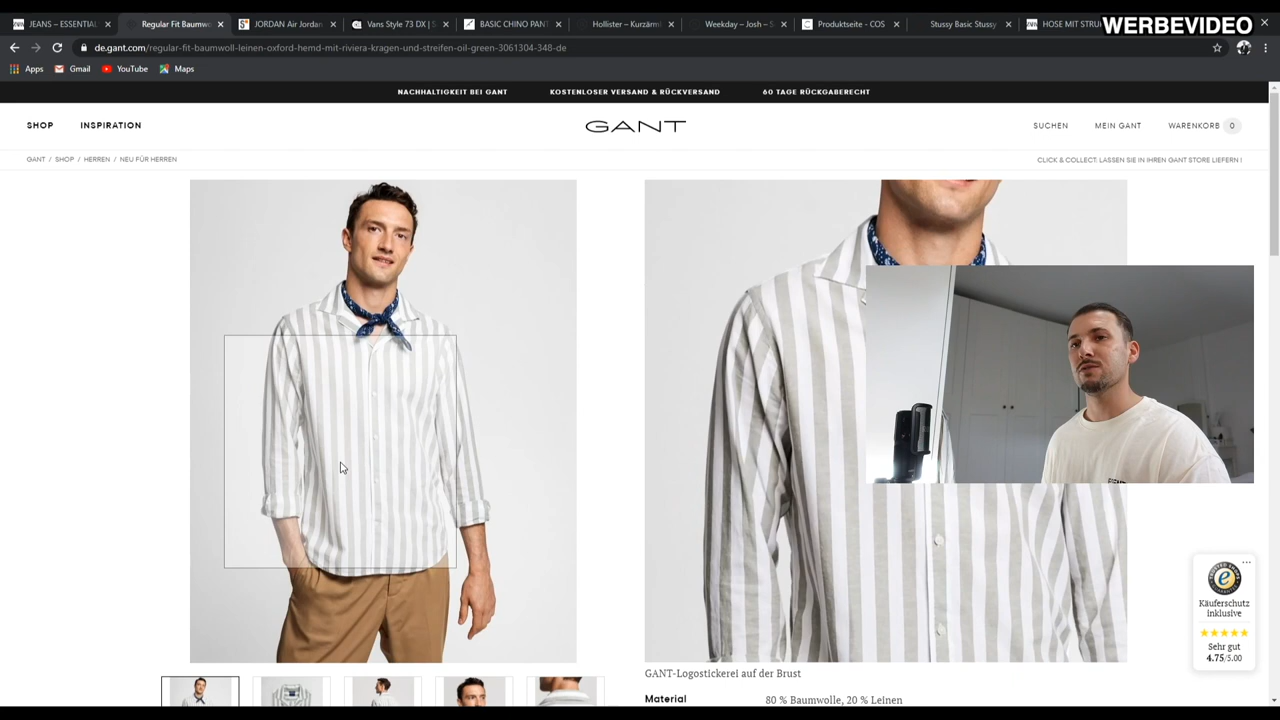 JEANS – ESSENTIAL
Regular Fit Baumwo
JORDAN Air Jordan
Vans Style 73 DX | S
BASIC CHINO PANT
Hollister – Kurzärm
Weekday – Josh – S
Produktseite - COS
Stussy Basic Stussy
HOSE MIT STRU
WERBEVIDEO
de.gant.com/regular-fit-baumwoll-leinen-oxford-hemd-mit-riviera-kragen-und-streifen-oil-green-3061304-348-de
Apps
Gmail
YouTube
Maps
NACHHALTIGKEIT BEI GANT
KOSTENLOSER VERSAND & RÜCKVERSAND
60 TAGE RÜCKGABERECHT
SHOP
INSPIRATION
GANT
SUCHEN
MEIN GANT
WARENKORB 0
GANT / SHOP / HERREN / NEU FÜR HERREN
CLICK & COLLECT: LASSEN SIE IN IHREN GANT STORE LIEFERN !
Käuferschutz
inklusive
Sehr gut
4.75/5.00
GANT-Logostickerei auf der Brust
Material 80 % Baumwolle, 20 % Leinen